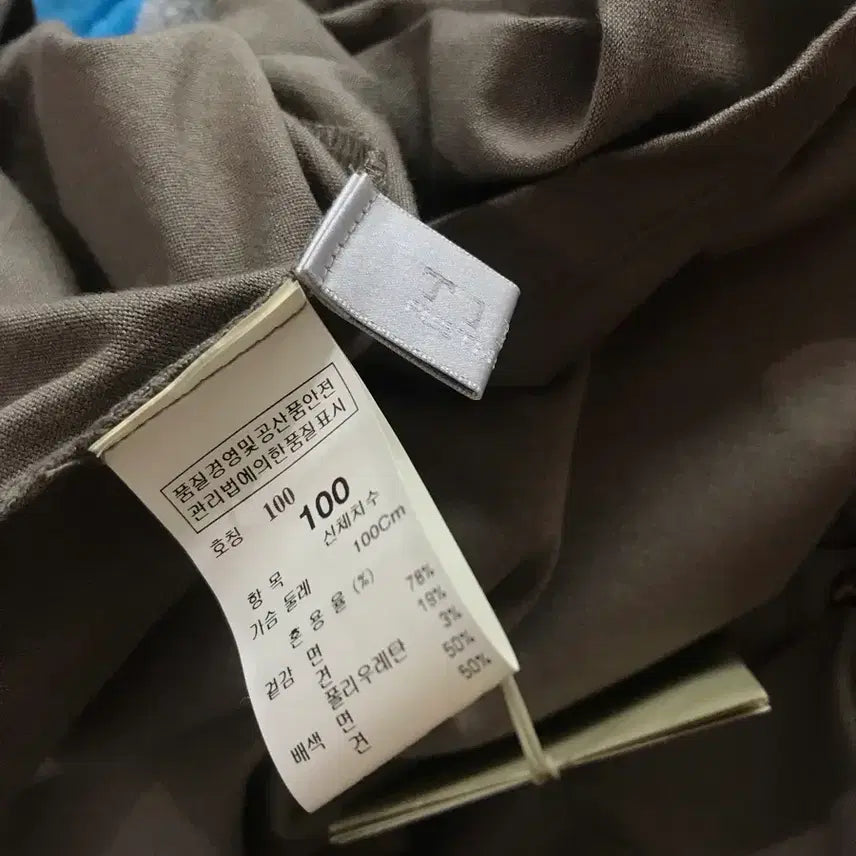 품질경영및공산품안전
관리법에의한품질표시
호칭 100 100
항 목 신체치수
가슴 둘레 100Cm
혼 용 율 (%)
겉감 면 78%
견 19%
폴리우레탄 3%
배색 면 50%
견 50%